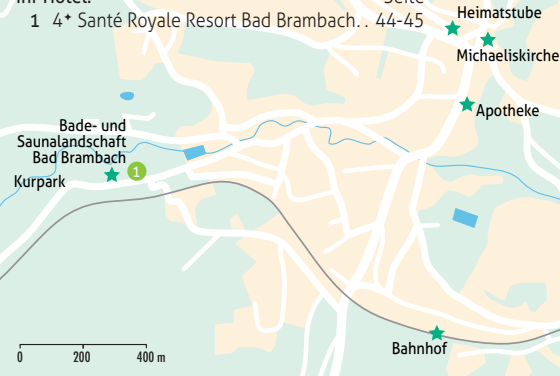 Ihr Hotel: Seite
1 4✦ Santé Royale Resort Bad Brambach. . 44-45
Heimatstube
Michaeliskirche
Apotheke
Bade- und
Saunalandschaft
Bad Brambach
1
Kurpark
Bahnhof
0 200 400 m